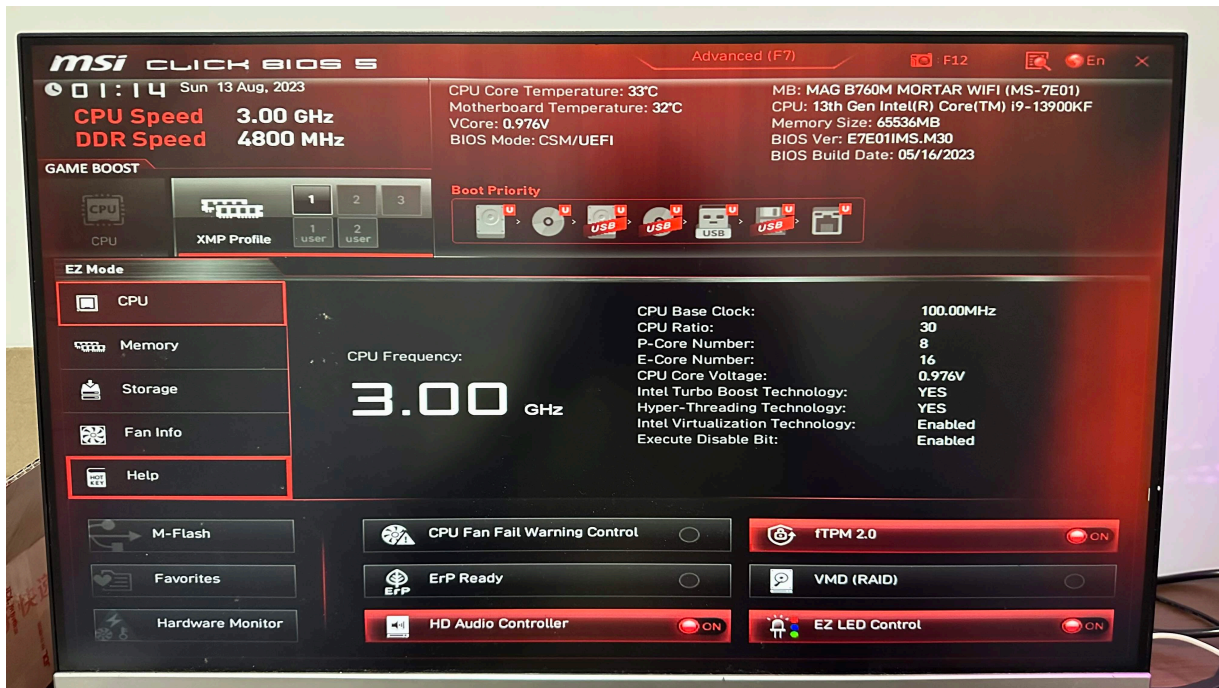 msi CLICK BIOS 5
Advanced (F7)
F12
En
01:14 Sun 13 Aug, 2023
CPU Speed 3.00 GHz
DDR Speed 4800 MHz
CPU Core Temperature: 33°C
Motherboard Temperature: 32°C
VCore: 0.976V
BIOS Mode: CSM/UEFI
MB: MAG B760M MORTAR WIFI (MS-7E01)
CPU: 13th Gen Intel(R) Core(TM) i9-13900KF
Memory Size: 65536MB
BIOS Ver: E7E01IMS.M30
BIOS Build Date: 05/16/2023
GAME BOOST
CPU
CPU
XMP Profile
1 2 3
1 user
2 user
Boot Priority
U U U U U U U
USB USB USB USB
EZ Mode
CPU
Memory
Storage
Fan Info
HOT KEY
Help
CPU Frequency:
3.00 GHz
CPU Base Clock: 100.00MHz
CPU Ratio: 30
P-Core Number: 8
E-Core Number: 16
CPU Core Voltage: 0.976V
Intel Turbo Boost Technology: YES
Hyper-Threading Technology: YES
Intel Virtualization Technology: Enabled
Execute Disable Bit: Enabled
M-Flash
Favorites
Hardware Monitor
CPU Fan Fail Warning Control
ErP
ErP Ready
HD Audio Controller ON
fTPM 2.0 ON
VMD (RAID)
EZ LED Control ON